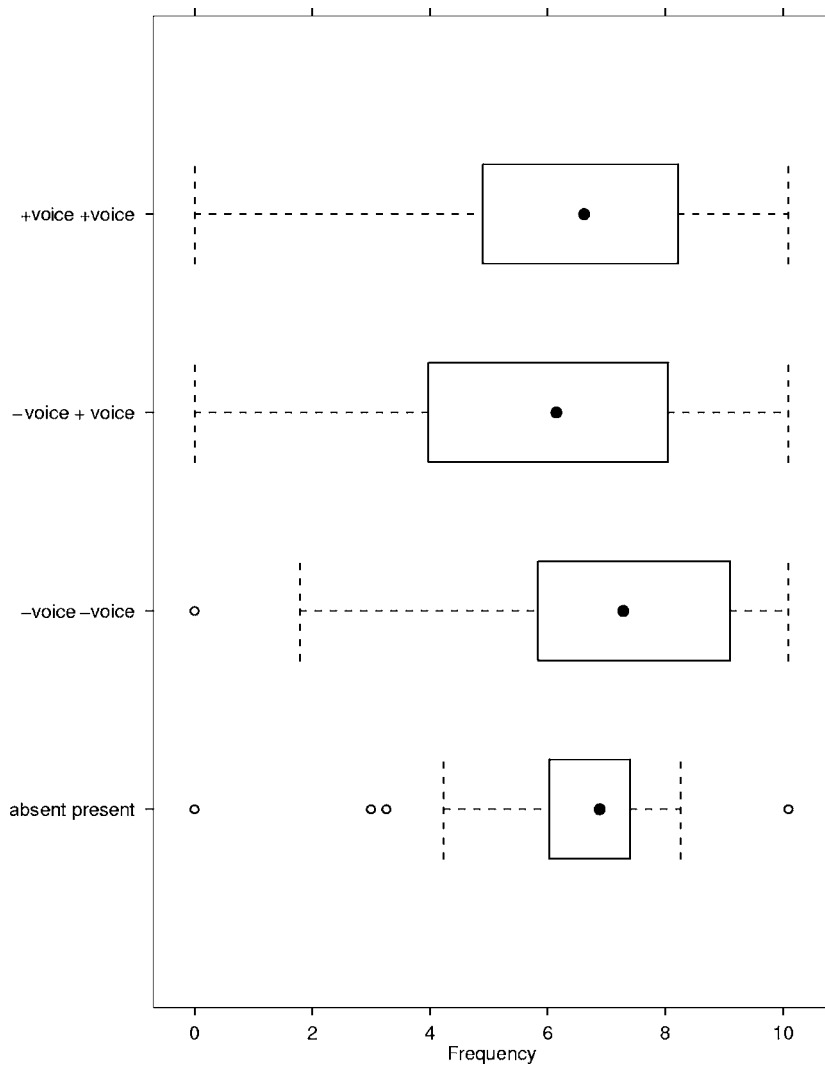 +voice +voice
−voice + voice
−voice −voice
absent present
0 2 4 6 8 10
Frequency